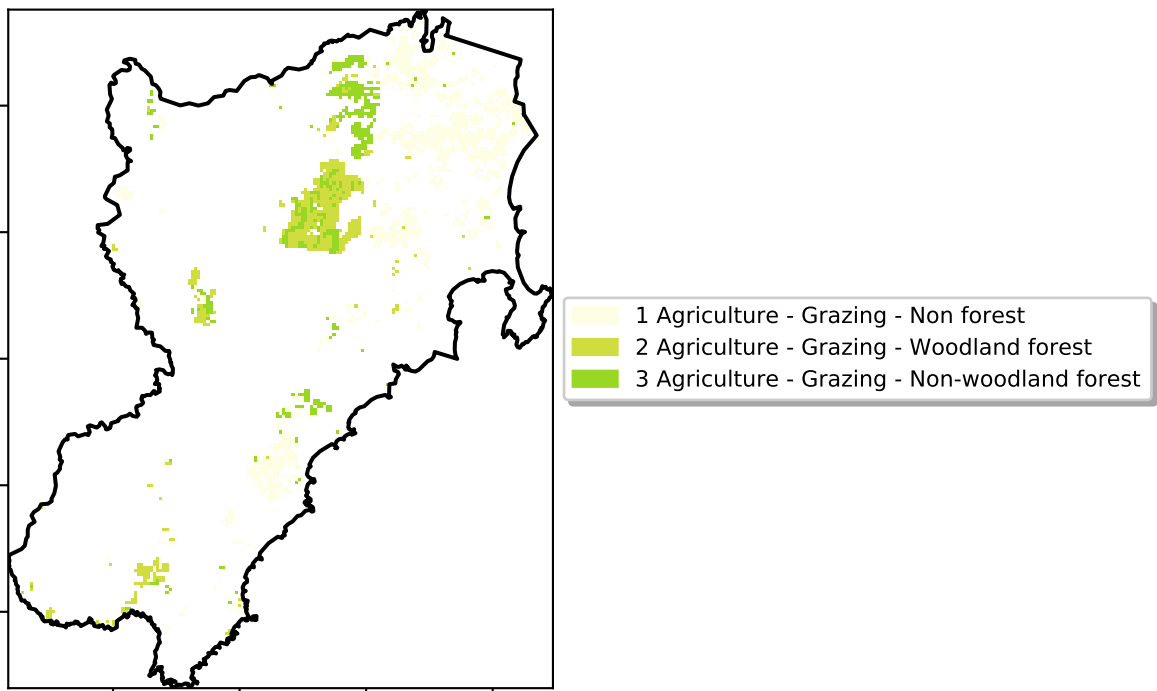 1 Agriculture - Grazing - Non forest
2 Agriculture - Grazing - Woodland forest
3 Agriculture - Grazing - Non-woodland forest